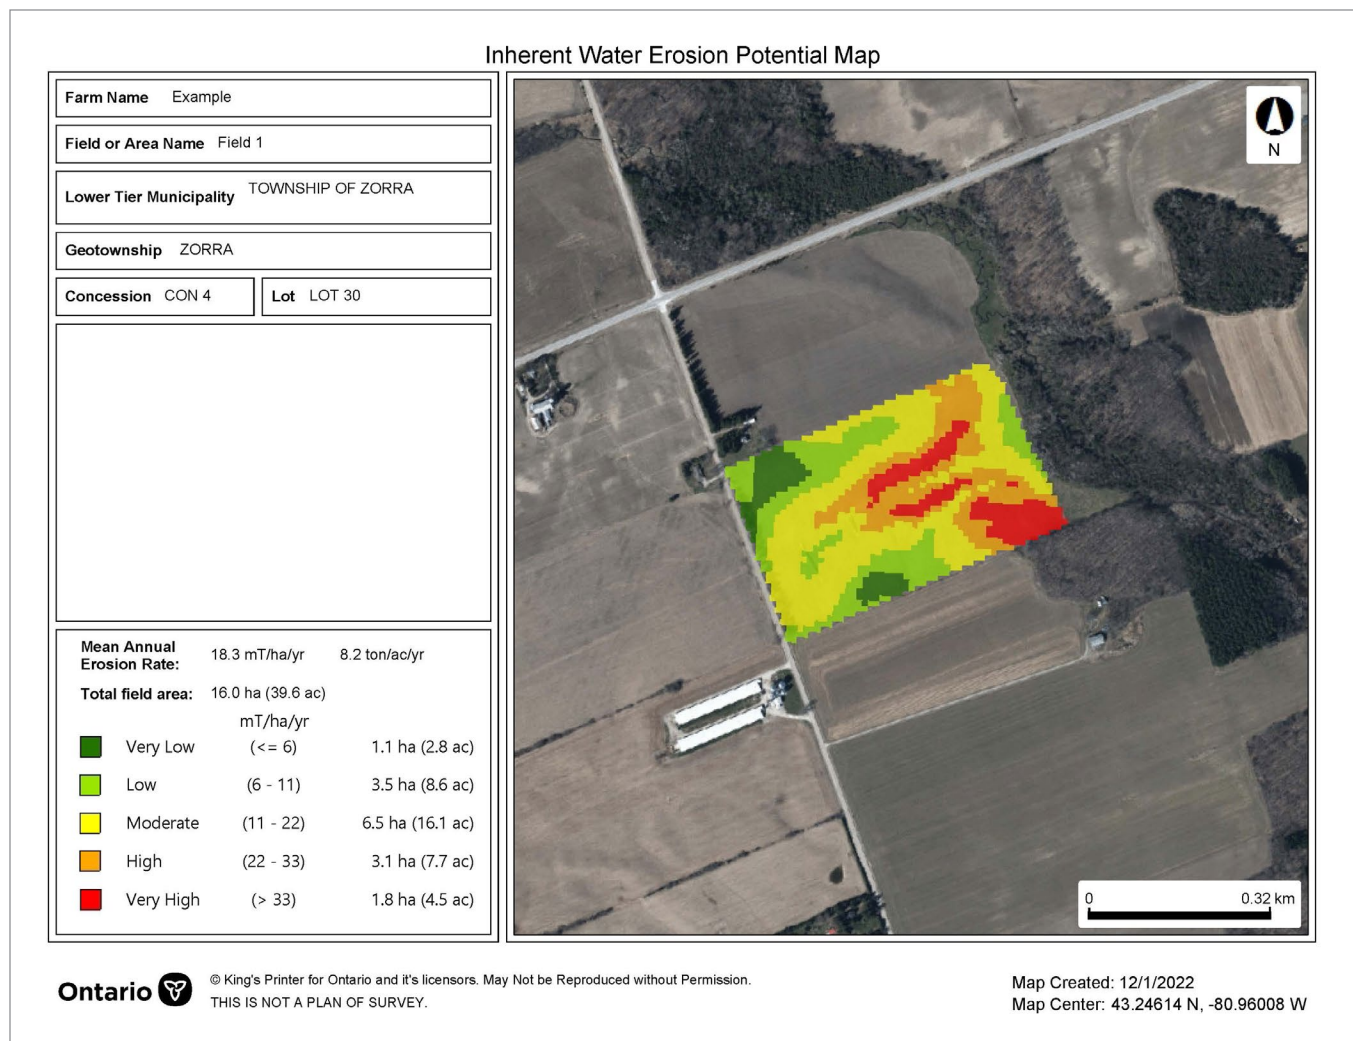 Inherent Water Erosion Potential Map
Farm Name Example
Field or Area Name Field 1
Lower Tier Municipality TOWNSHIP OF ZORRA
Geotownship ZORRA
Concession CON 4
Lot LOT 30
Mean Annual
Erosion Rate: 18.3 mT/ha/yr 8.2 ton/ac/yr
Total field area: 16.0 ha (39.6 ac)
mT/ha/yr
Very Low (<= 6) 1.1 ha (2.8 ac)
Low (6 - 11) 3.5 ha (8.6 ac)
Moderate (11 - 22) 6.5 ha (16.1 ac)
High (22 - 33) 3.1 ha (7.7 ac)
Very High (> 33) 1.8 ha (4.5 ac)
N
0 0.32 km
Ontario
© King's Printer for Ontario and it's licensors. May Not be Reproduced without Permission.
THIS IS NOT A PLAN OF SURVEY.
Map Created: 12/1/2022
Map Center: 43.24614 N, -80.96008 W